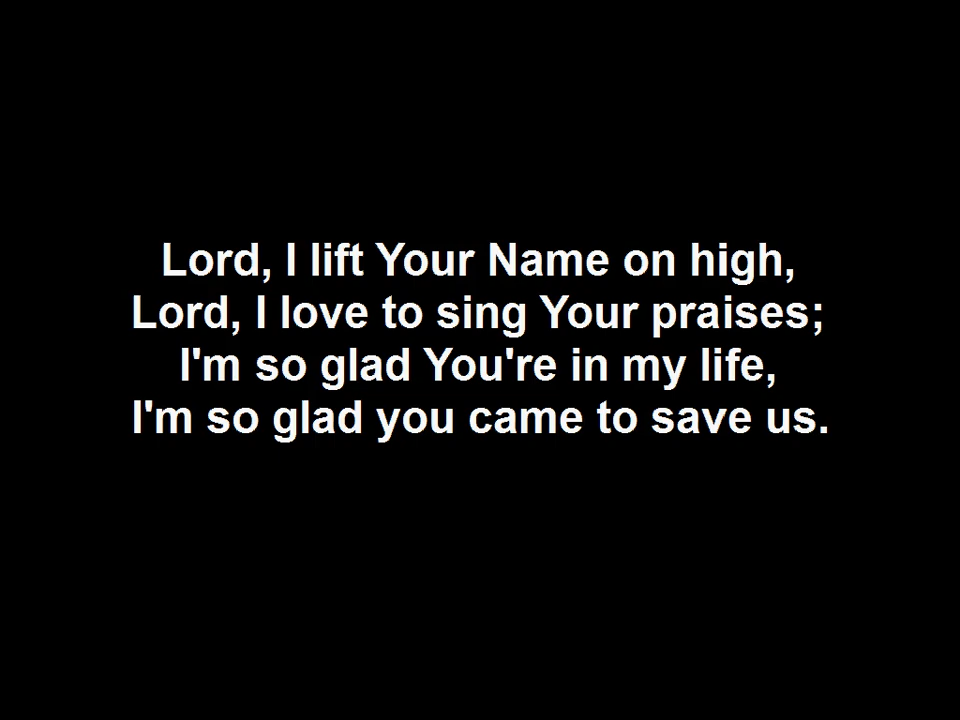 Lord, I lift Your Name on high,
Lord, I love to sing Your praises;
I'm so glad You're in my life,
I'm so glad you came to save us.